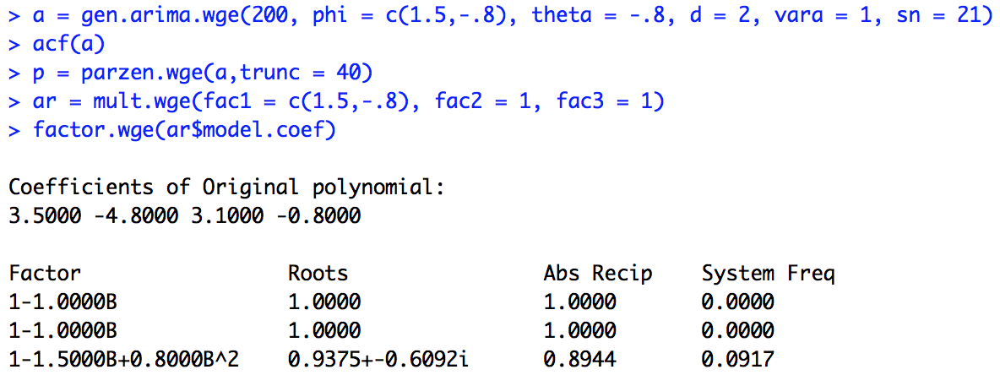 > a = gen.arima.wge(200, phi = c(1.5,-.8), theta = -.8, d = 2, vara = 1, sn = 21)
> acf(a)
> p = parzen.wge(a,trunc = 40)
> ar = mult.wge(fac1 = c(1.5,-.8), fac2 = 1, fac3 = 1)
> factor.wge(ar$model.coef)
Coefficients of Original polynomial:
3.5000 -4.8000 3.1000 -0.8000
Factor Roots Abs Recip System Freq
1-1.0000B 1.0000 1.0000 0.0000
1-1.0000B 1.0000 1.0000 0.0000
1-1.5000B+0.8000B^2 0.9375+-0.6092i 0.8944 0.0917